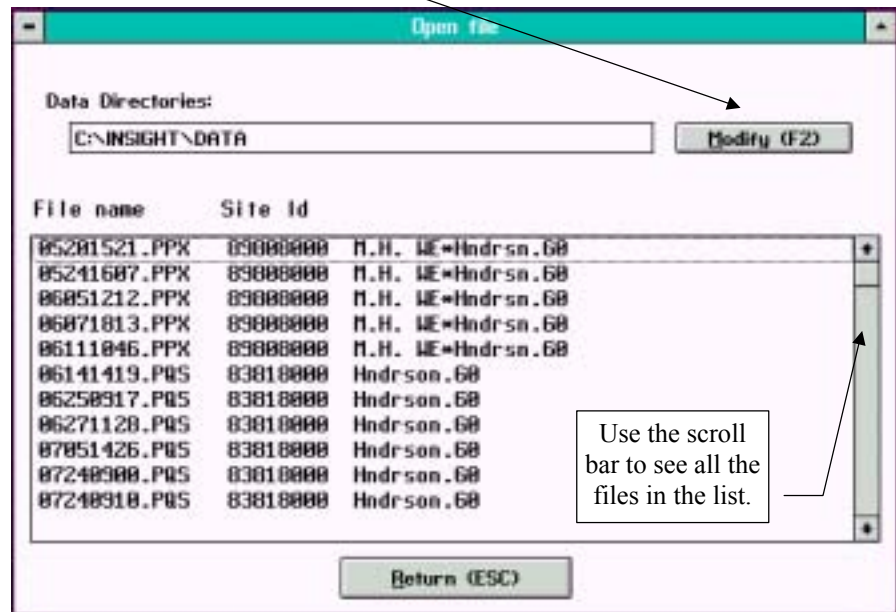 Open file
Data Directories:
C:\INSIGHT\DATA
Modify (F2)
File name Site Id
05201521.PPX 89808000 M.H. WE*Hndrsn.60
05241607.PPX 89808000 M.H. WE*Hndrsn.60
06051212.PPX 89808000 M.H. WE*Hndrsn.60
06071813.PPX 89808000 M.H. WE*Hndrsn.60
06111046.PPX 89808000 M.H. WE*Hndrsn.60
06141419.PQS 83818000 Hndrson.60
06250917.PQS 83818000 Hndrson.60
06271128.PQS 83818000 Hndrson.60
07051426.PQS 83818000 Hndrson.60
07240900.PQS 83818000 Hndrson.60
07240910.PQS 83818000 Hndrson.60
Use the scroll
bar to see all the
files in the list.
Return (ESC)